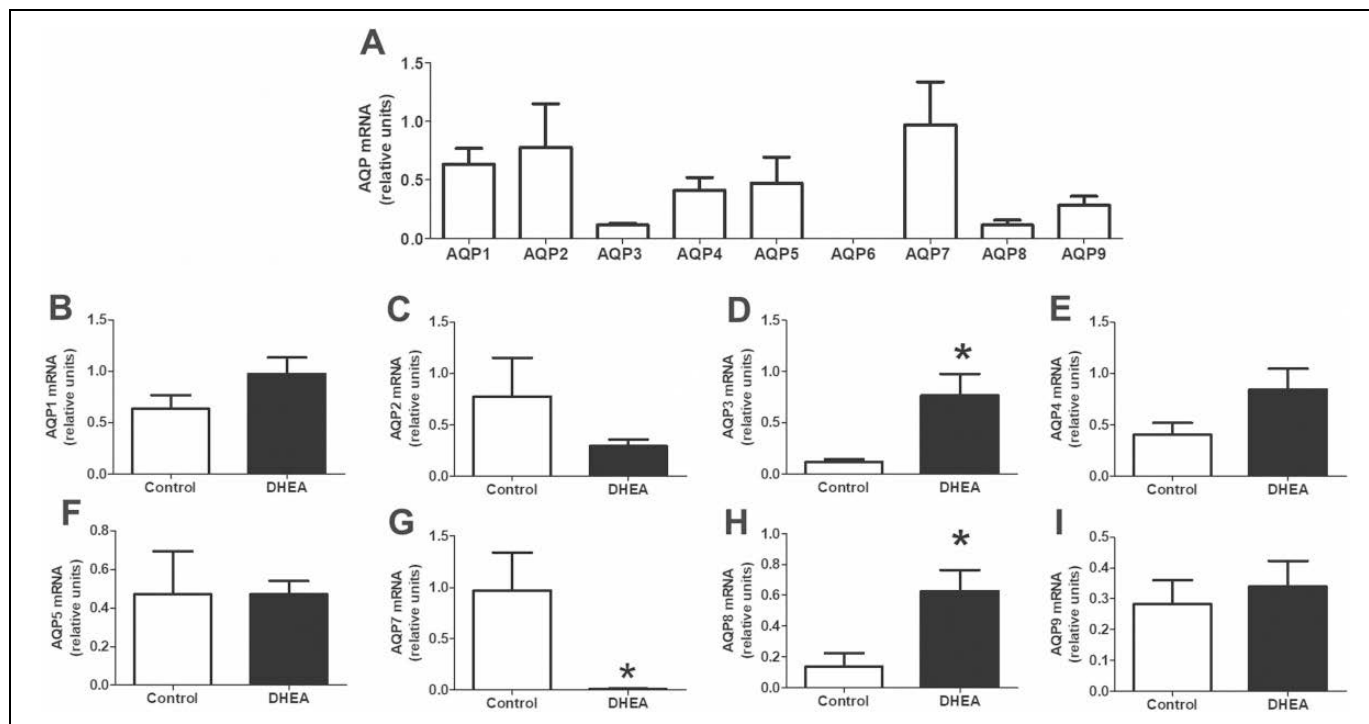 A
AQP mRNA
(relative units)
1.5
1.0
0.5
0.0
AQP1 AQP2 AQP3 AQP4 AQP5 AQP6 AQP7 AQP8 AQP9
B
AQP1 mRNA
(relative units)
1.5
1.0
0.5
0.0
Control DHEA
C
AQP2 mRNA
(relative units)
1.5
1.0
0.5
0.0
Control DHEA
D
AQP3 mRNA
(relative units)
1.5
1.0
0.5
0.0
*
Control DHEA
E
AQP4 mRNA
(relative units)
1.5
1.0
0.5
0.0
Control DHEA
F
AQP5 mRNA
(relative units)
0.8
0.6
0.4
0.2
0.0
Control DHEA
G
AQP7 mRNA
(relative units)
1.5
1.0
0.5
0.0
*
Control DHEA
H
AQP8 mRNA
(relative units)
1.0
0.8
0.6
0.4
0.2
0.0
*
Control DHEA
I
AQP9 mRNA
(relative units)
0.5
0.4
0.3
0.2
0.1
0.0
Control DHEA